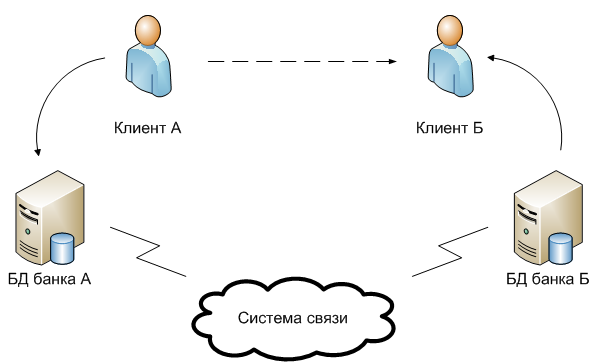 Клиент А
Клиент Б
БД банка А
БД банка Б
Система связи